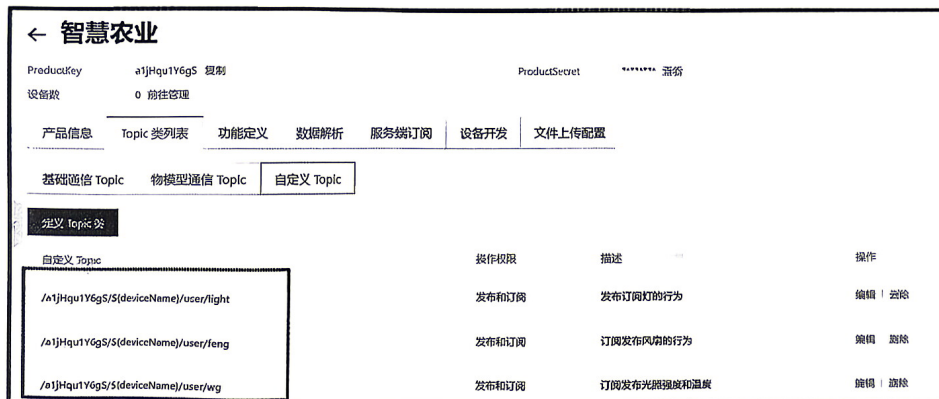 ← 智慧农业
ProductKey a1jHqu1Y6gS 复制 ProductSecret ******** 查看
设备数 0 前往管理
产品信息 Topic 类列表 功能定义 数据解析 服务端订阅 设备开发 文件上传配置
基础通信 Topic 物模型通信 Topic 自定义 Topic
定义 Topic 类
自定义 Topic 操作权限 描述 操作
/a1jHqu1Y6gS/${deviceName}/user/light 发布和订阅 发布订阅灯的行为 编辑 | 删除
/a1jHqu1Y6gS/${deviceName}/user/feng 发布和订阅 订阅发布风扇的行为 编辑 删除
/a1jHqu1Y6gS/${deviceName}/user/wg 发布和订阅 订阅发布光照强度和温度 编辑 | 删除